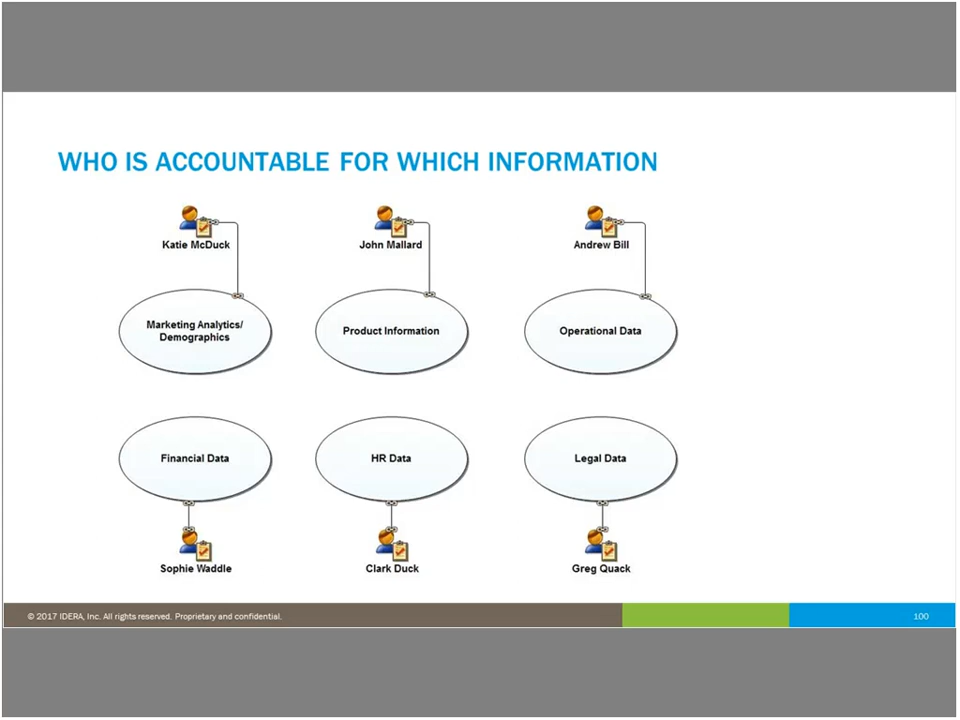 WHO IS ACCOUNTABLE FOR WHICH INFORMATION
Katie McDuck
John Mallard
Andrew Bill
Marketing Analytics/
Demographics
Product Information
Operational Data
Financial Data
HR Data
Legal Data
Sophie Waddle
Clark Duck
Greg Quack
© 2017 IDERA, Inc. All rights reserved. Proprietary and confidential.
100